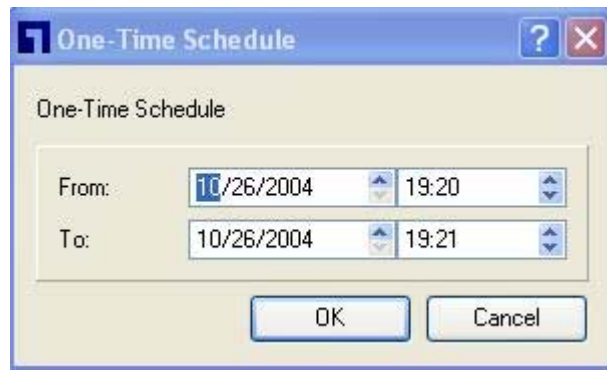 One-Time Schedule
One-Time Schedule
From: 10/26/2004 19:20
To: 10/26/2004 19:21
OK Cancel